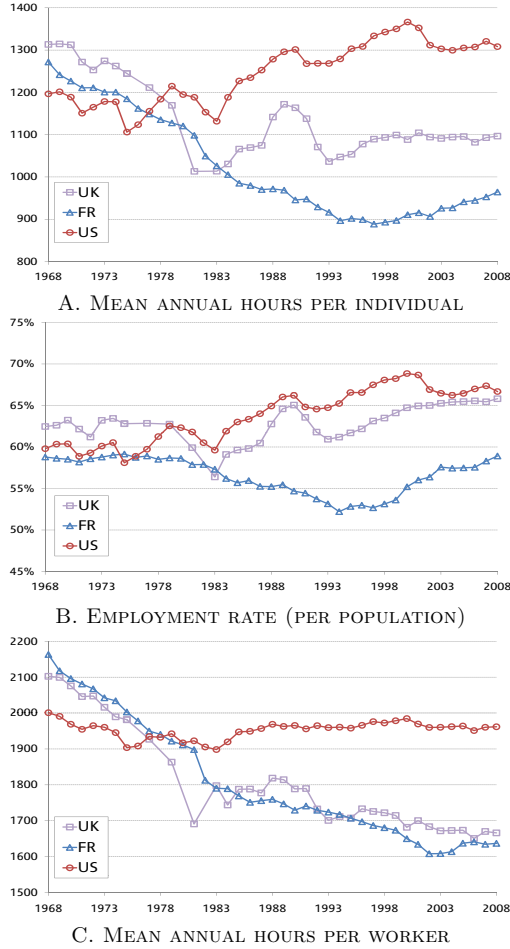 1400
1300
1200
1100
1000
900
800
UK
FR
US
1968 1973 1978 1983 1988 1993 1998 2003 2008
A. Mean annual hours per individual
75%
70%
65%
60%
55%
50%
45%
UK
FR
US
1968 1973 1978 1983 1988 1993 1998 2003 2008
B. Employment rate (per population)
2200
2100
2000
1900
1800
1700
1600
1500
UK
FR
US
1968 1973 1978 1983 1988 1993 1998 2003 2008
C. Mean annual hours per worker